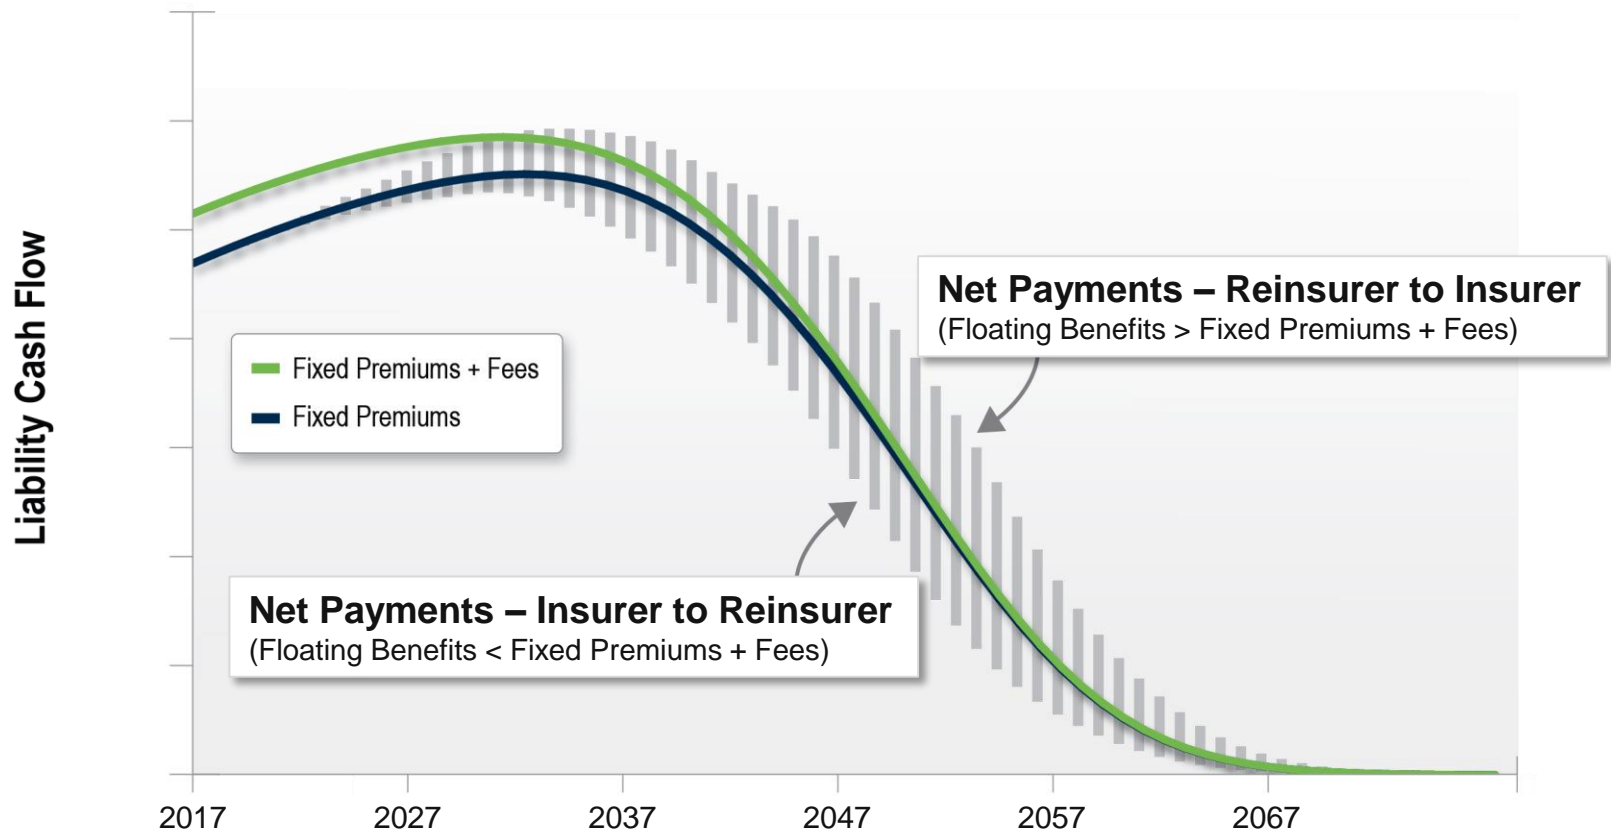 Liability Cash Flow
Net Payments – Reinsurer to Insurer
(Floating Benefits > Fixed Premiums + Fees)
Fixed Premiums + Fees
Fixed Premiums
Net Payments – Insurer to Reinsurer
(Floating Benefits < Fixed Premiums + Fees)
2017 2027 2037 2047 2057 2067